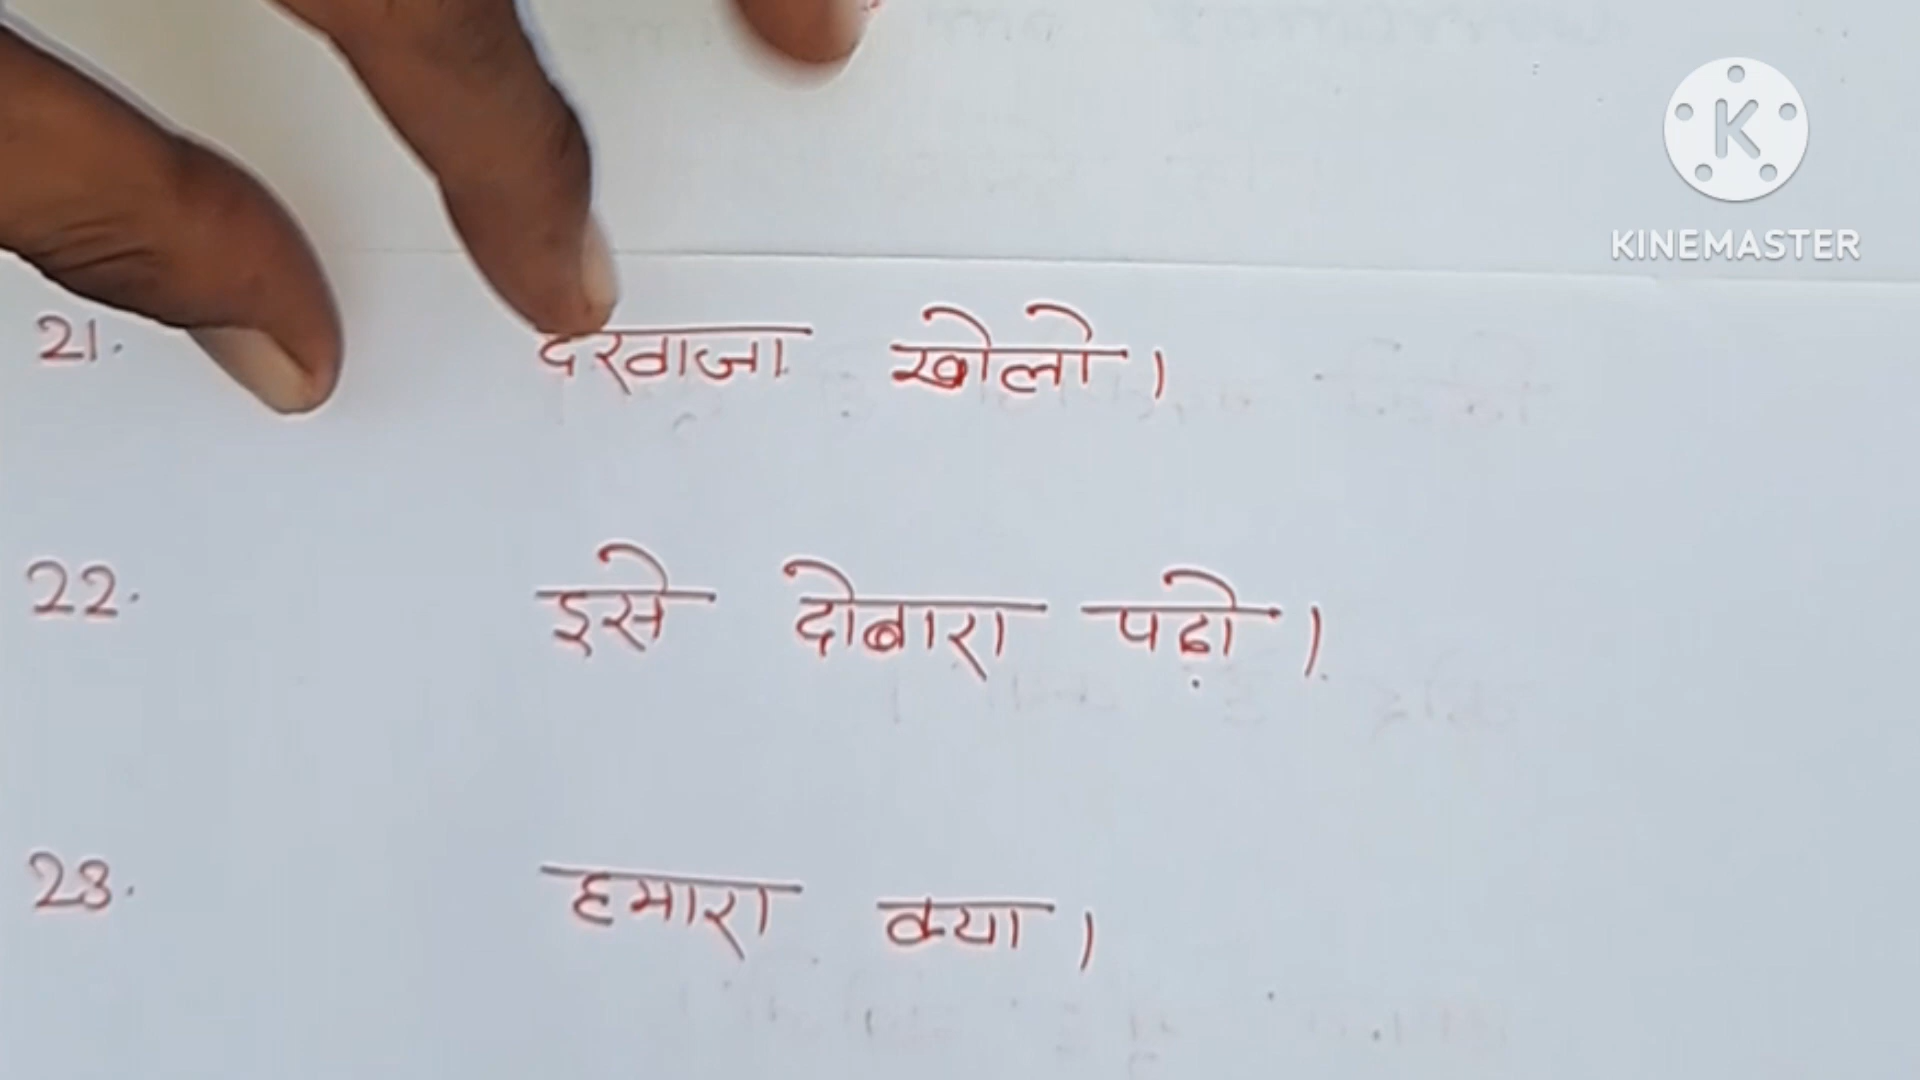 KINEMASTER
21. दरवाजा खोलो।
22. इसे दोबारा पढ़ो।
23. हमारा क्या।